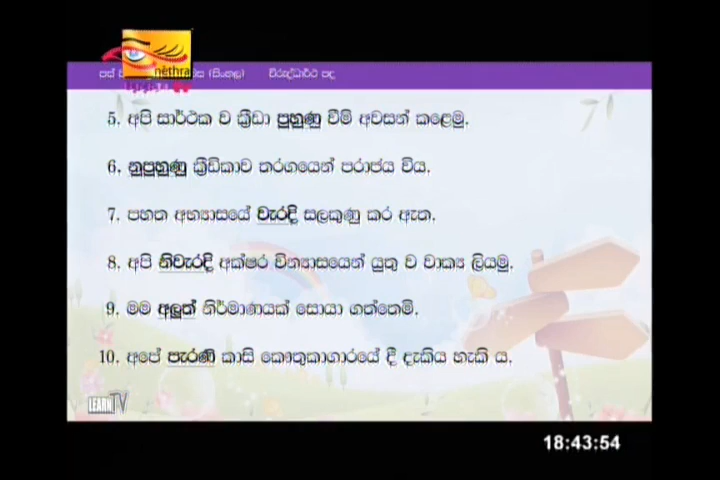 nethra
(සිංහල) විරුද්ධාර්ථ පද
5. අපි සාර්ථක ව ක්‍රීඩා පුහුණු වීම් අවසන් කළෙමු.
6. නුපුහුණු ක්‍රීඩිකාව තරගයෙන් පරාජය විය.
7. පහත අභ්‍යාසයේ වැරදි සලකුණු කර ඇත.
8. අපි නිවැරදි අක්ෂර වින්‍යාසයෙන් යුතු ව වාක්‍ය ලියමු.
9. මම අලුත් නිර්මාණයක් සොයා ගත්තෙමි.
10. අපේ පැරණි කාසි කෞතුකාගාරයේ දී දැකිය හැකි ය.
LEARN TV
18:43:54